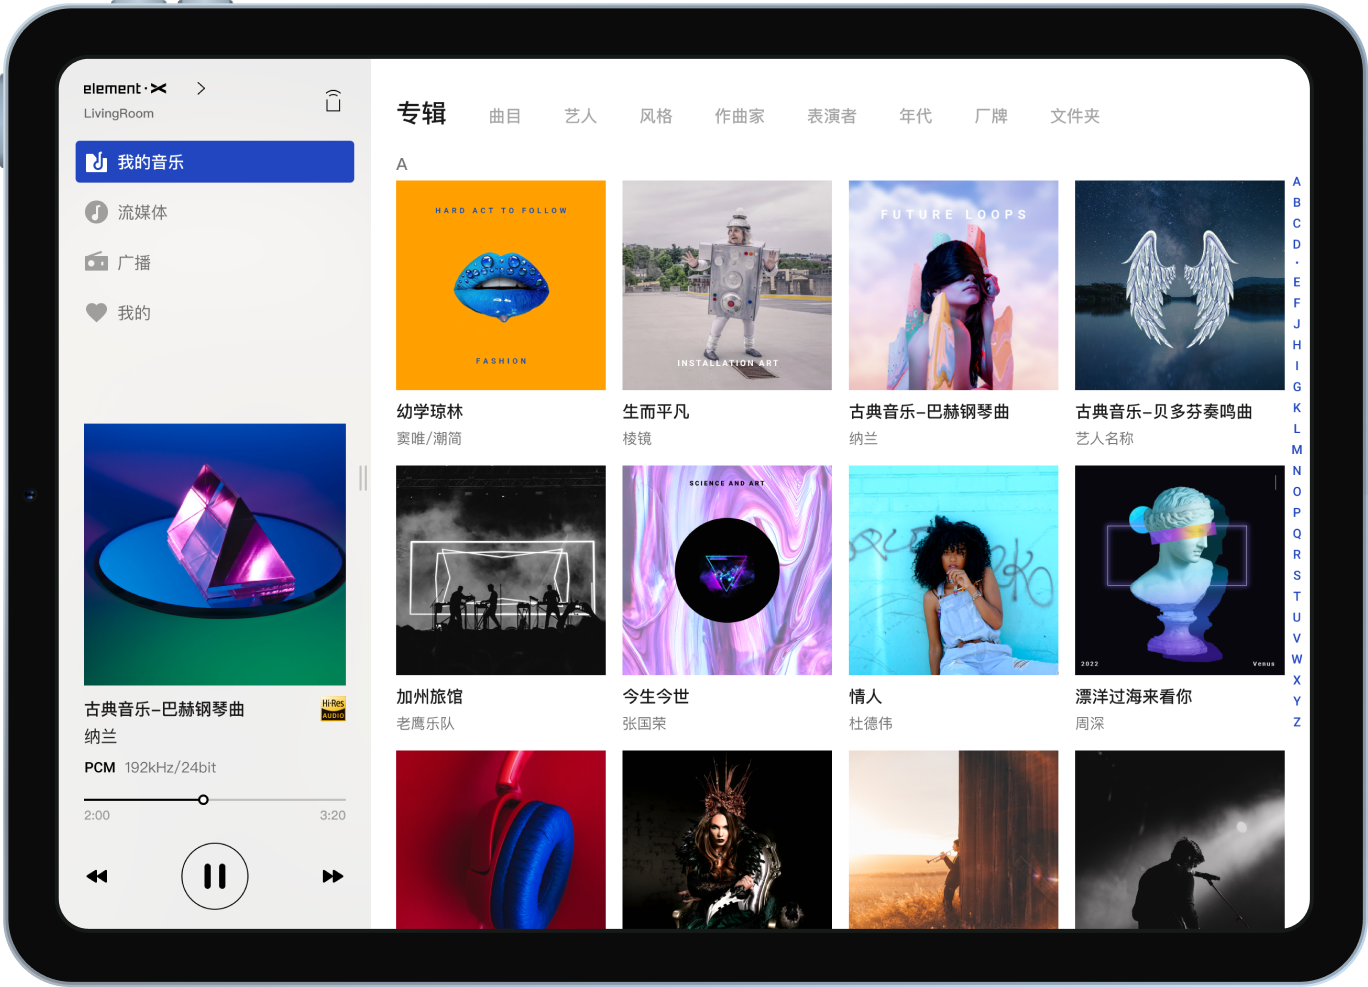 element·X
LivingRoom
我的音乐
流媒体
广播
我的
古典音乐–巴赫钢琴曲
Hi-Res
AUDIO
纳兰
PCM 192kHz/24bit
2:00 3:20
专辑 曲目 艺人 风格 作曲家 表演者 年代 厂牌 文件夹
A
HARD ACT TO FOLLOW
FASHION
INSTALLATION ART
FUTURE LOOPS
幼学琼林
窦唯/潮简
生而平凡
棱镜
古典音乐–巴赫钢琴曲
纳兰
古典音乐–贝多芬奏鸣曲
艺人名称
SCIENCE AND ART
2022 Venus
加州旅馆
老鹰乐队
今生今世
张国荣
情人
杜德伟
漂洋过海来看你
周深
A
B
C
D
·
E
F
J
H
I
G
K
L
M
N
O
P
Q
R
S
T
U
V
W
X
Y
Z